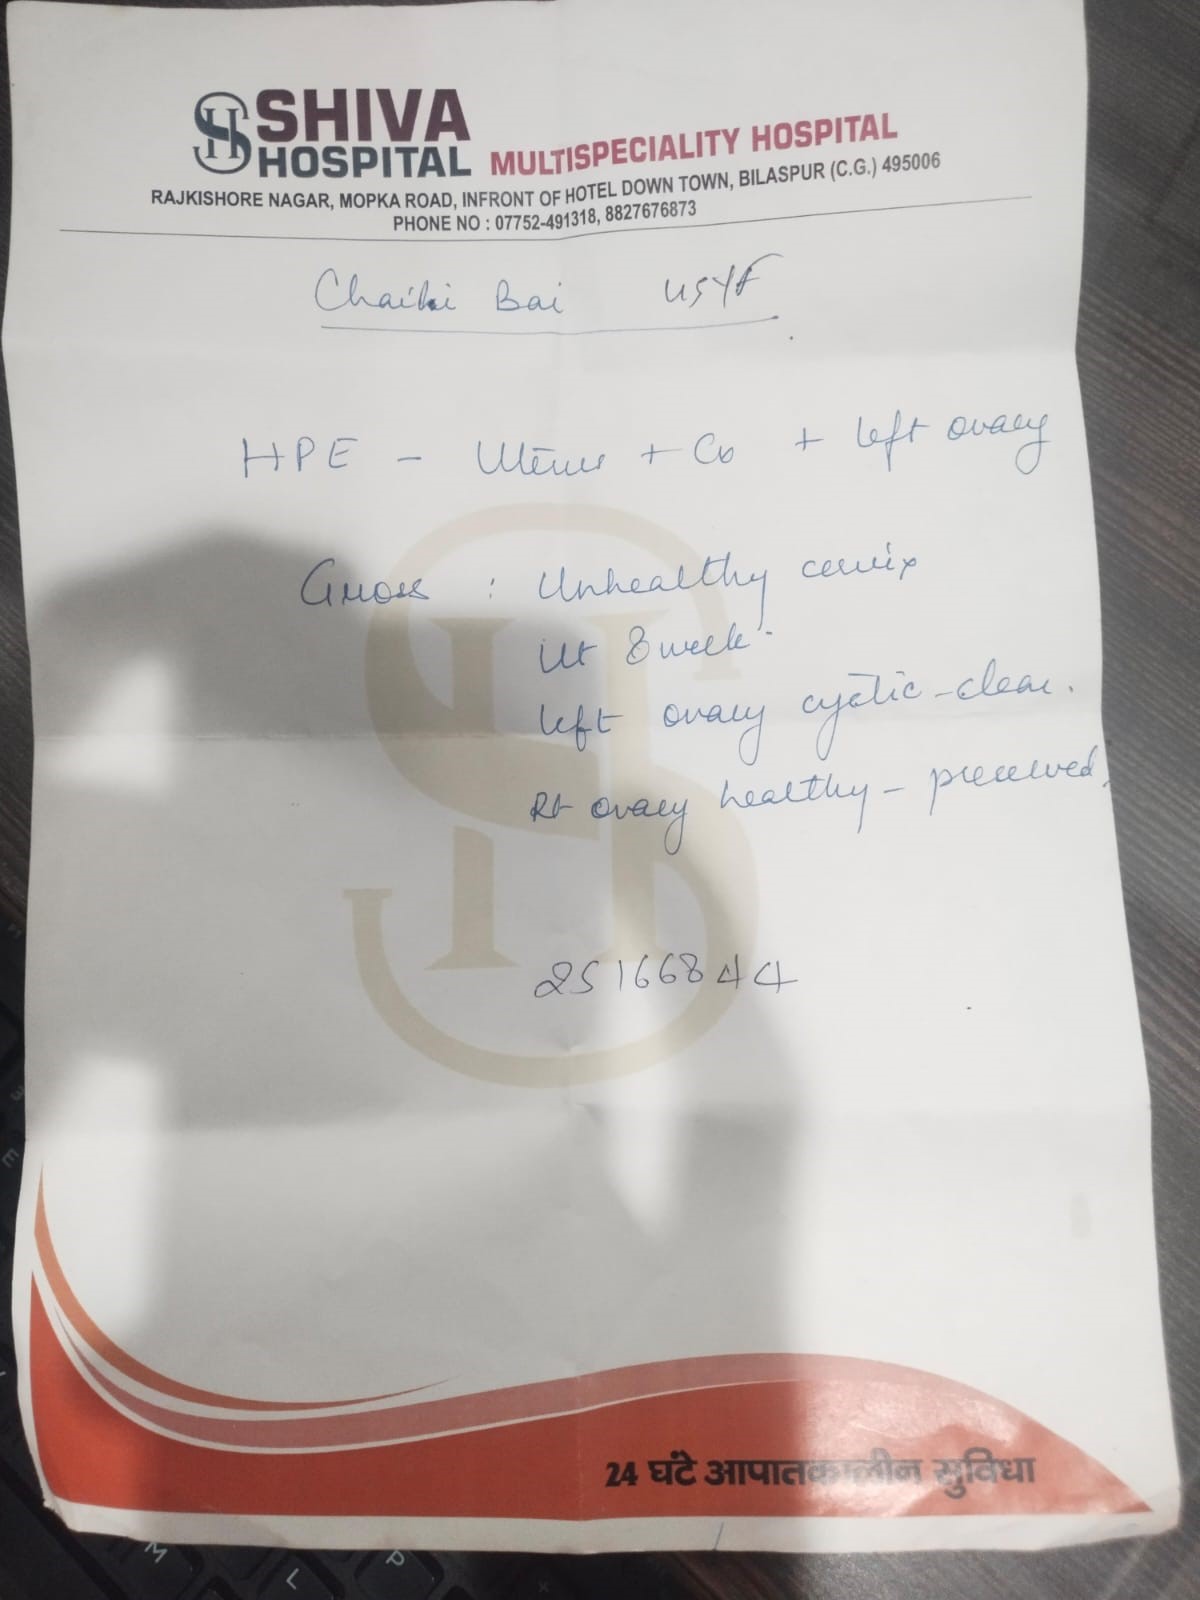 SHIVA
HOSPITAL MULTISPECIALITY HOSPITAL
RAJKISHORE NAGAR, MOPKA ROAD, INFRONT OF HOTEL DOWN TOWN, BILASPUR (C.G.) 495006
PHONE NO : 07752-491318, 8827676873
Bai 45YF
HPE - Uterus + Cx + left ovary
Gross : Unhealthy cervix
Ut 8 week
left ovary cystic - clear.
Rt ovary healthy - preserved.
25166844
24 घंटे आपातकालीन सुविधा